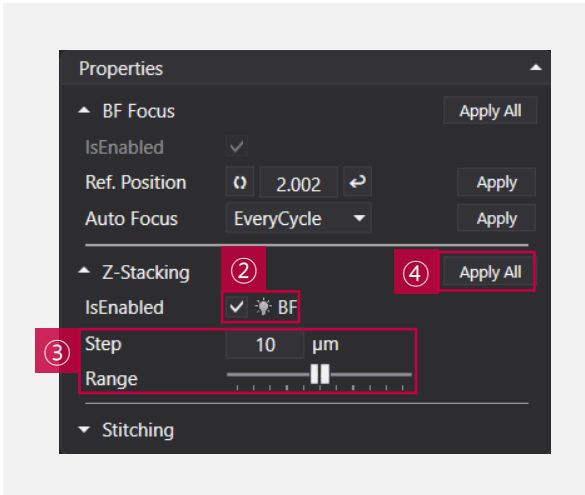 Properties
BF Focus Apply All
IsEnabled
Ref. Position 2.002 Apply
Auto Focus EveryCycle Apply
Z-Stacking ② ④ Apply All
IsEnabled BF
③ Step 10 µm
Range
Stitching